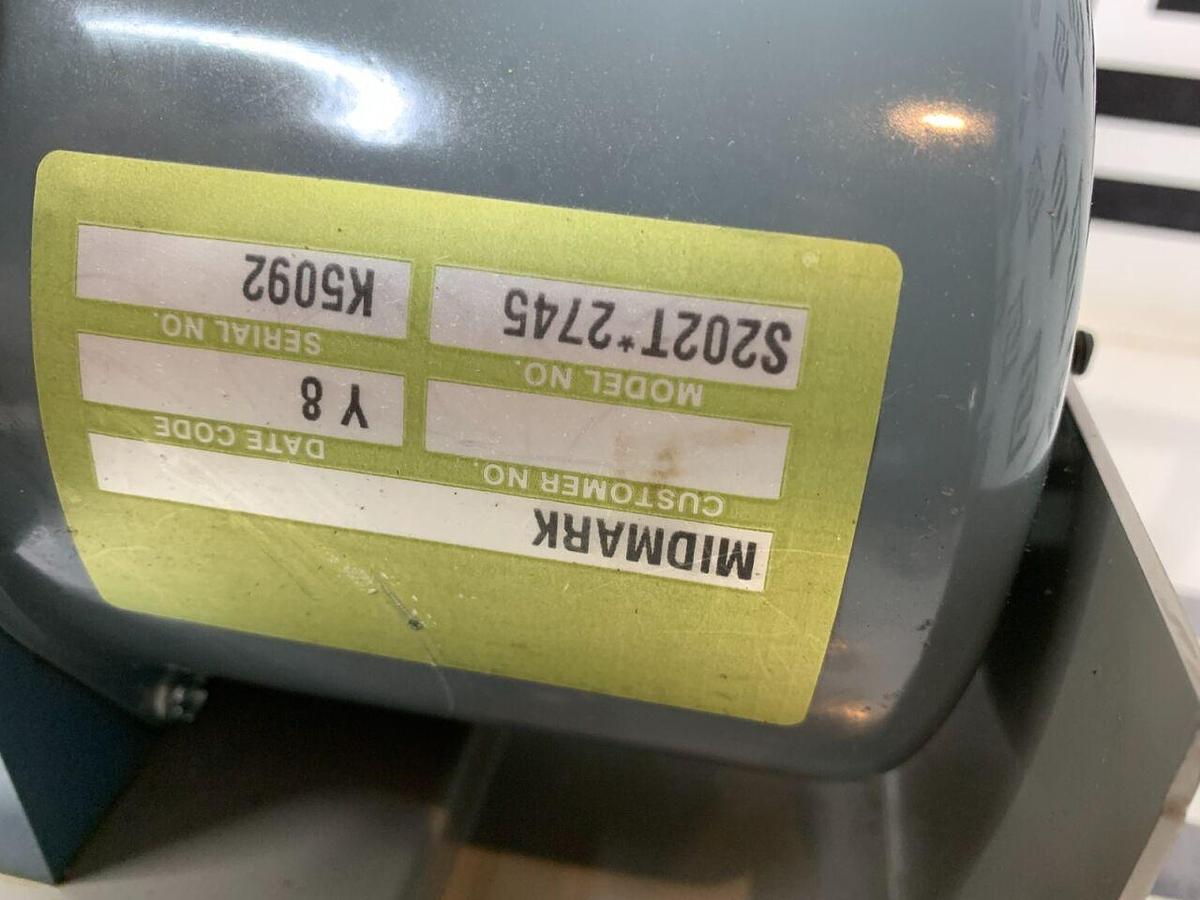 MIDMARK
CUSTOMER NO.
DATE CODE
Y 8
MODEL NO.
SERIAL NO.
S202T*2745
K5092